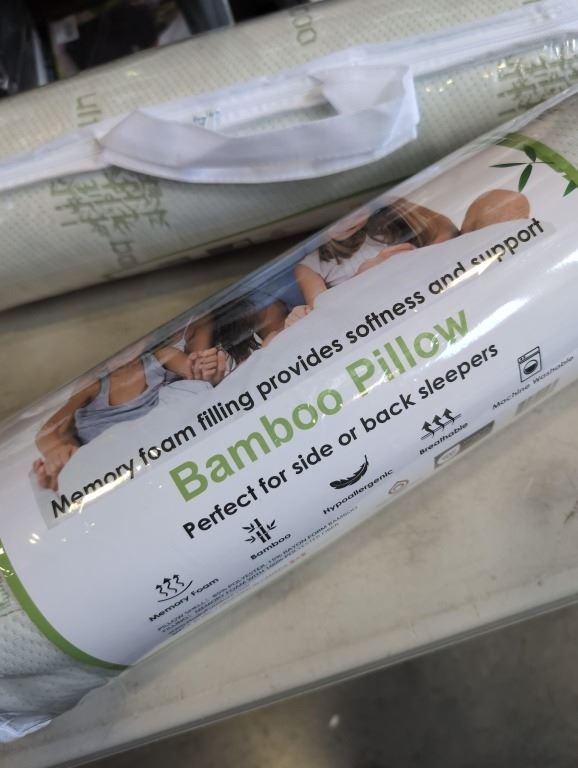 Memory foam filling provides softness and support
Bamboo Pillow
Perfect for side or back sleepers
Memory Foam
Bamboo
Hypoallergenic
Breathable
Machine Washable